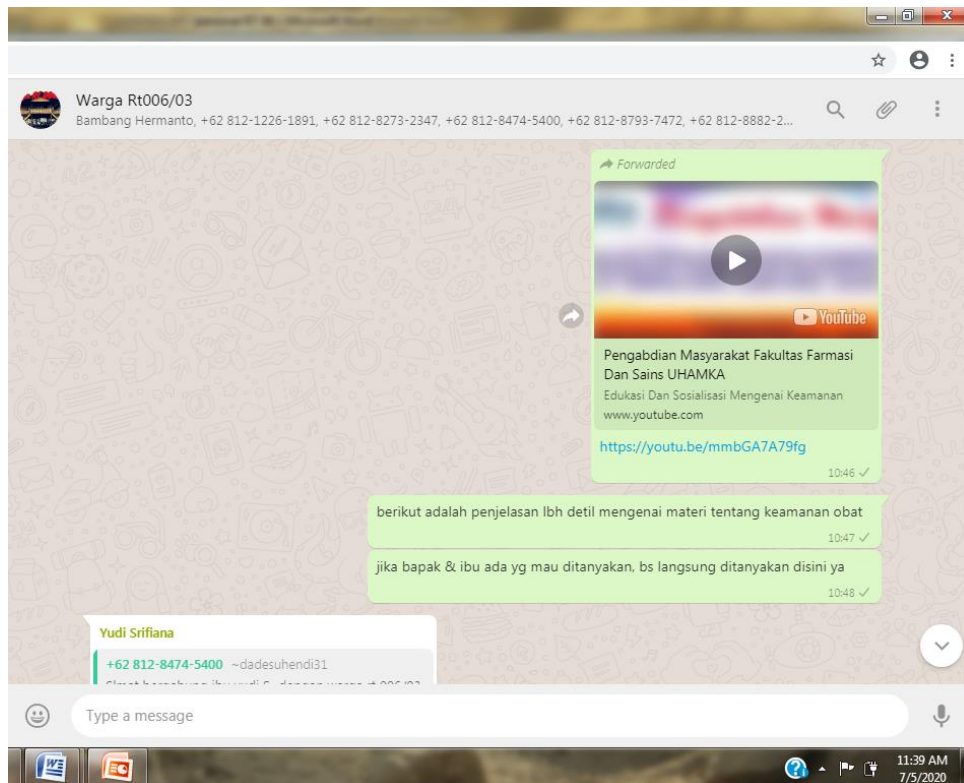 Warga Rt006/03
Bambang Hermanto, +62 812-1226-1891, +62 812-8273-2347, +62 812-8474-5400, +62 812-8793-7472, +62 812-8882-2...
Forwarded
YouTube
Pengabdian Masyarakat Fakultas Farmasi
Dan Sains UHAMKA
Edukasi Dan Sosialisasi Mengenai Keamanan
www.youtube.com
https://youtu.be/mmbGA7A79fg
10:46
berikut adalah penjelasan lbh detil mengenai materi tentang keamanan obat
10:47
jika bapak & ibu ada yg mau ditanyakan, bs langsung ditanyakan disini ya
10:48
Yudi Srifiana
+62 812-8474-5400 ~dadesuhendi31
Type a message
11:39 AM
7/5/2020